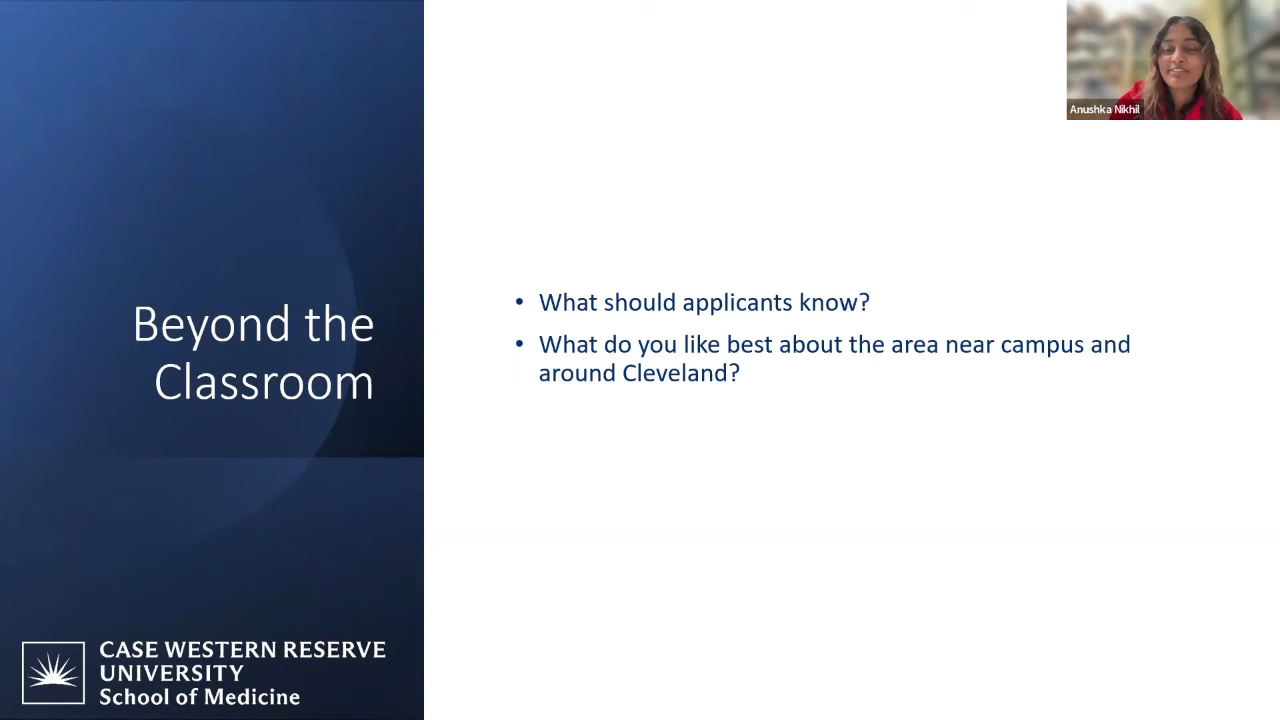 Anushka Nikhil
Beyond the
Classroom
• What should applicants know?
• What do you like best about the area near campus and
around Cleveland?
CASE WESTERN RESERVE
UNIVERSITY
School of Medicine